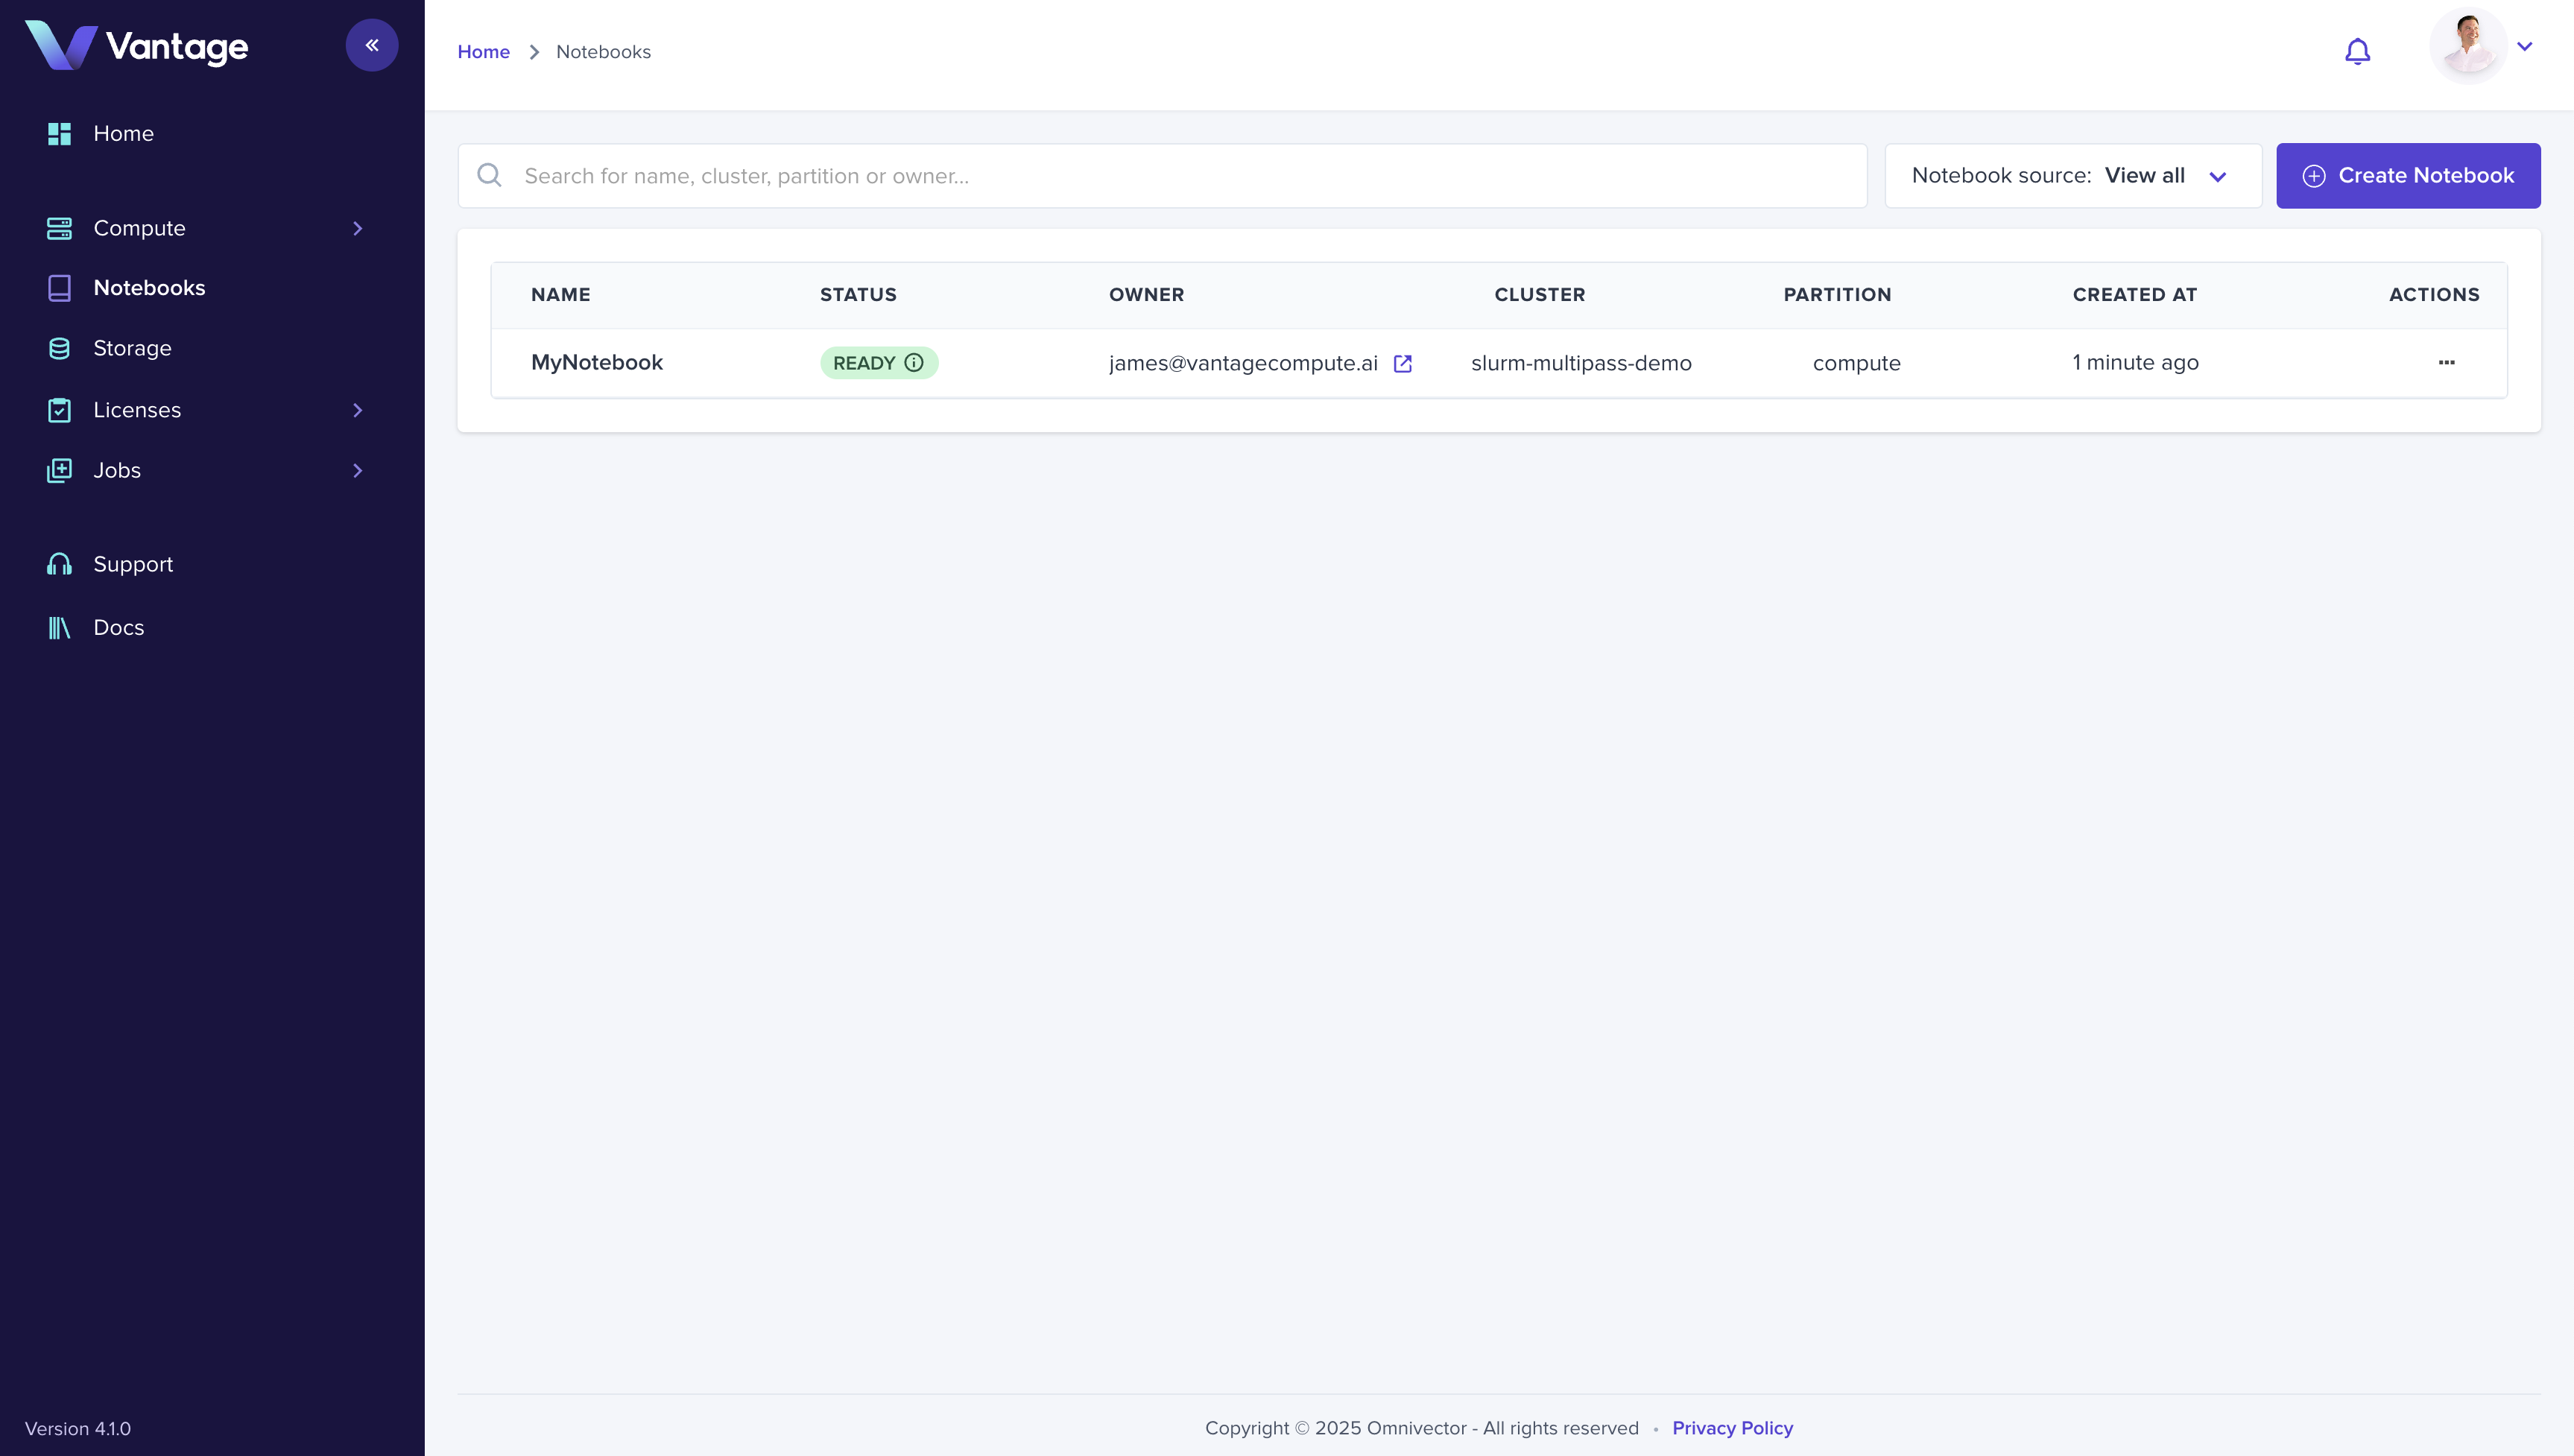 Vantage
Home
Compute
Notebooks
Storage
Licenses
Jobs
Support
Docs
Version 4.1.0
Home Notebooks
Search for name, cluster, partition or owner...
Notebook source: View all
Create Notebook
NAME STATUS OWNER CLUSTER PARTITION CREATED AT ACTIONS
MyNotebook READY james@vantagecompute.ai slurm-multipass-demo compute 1 minute ago
Copyright © 2025 Omnivector - All rights reserved • Privacy Policy